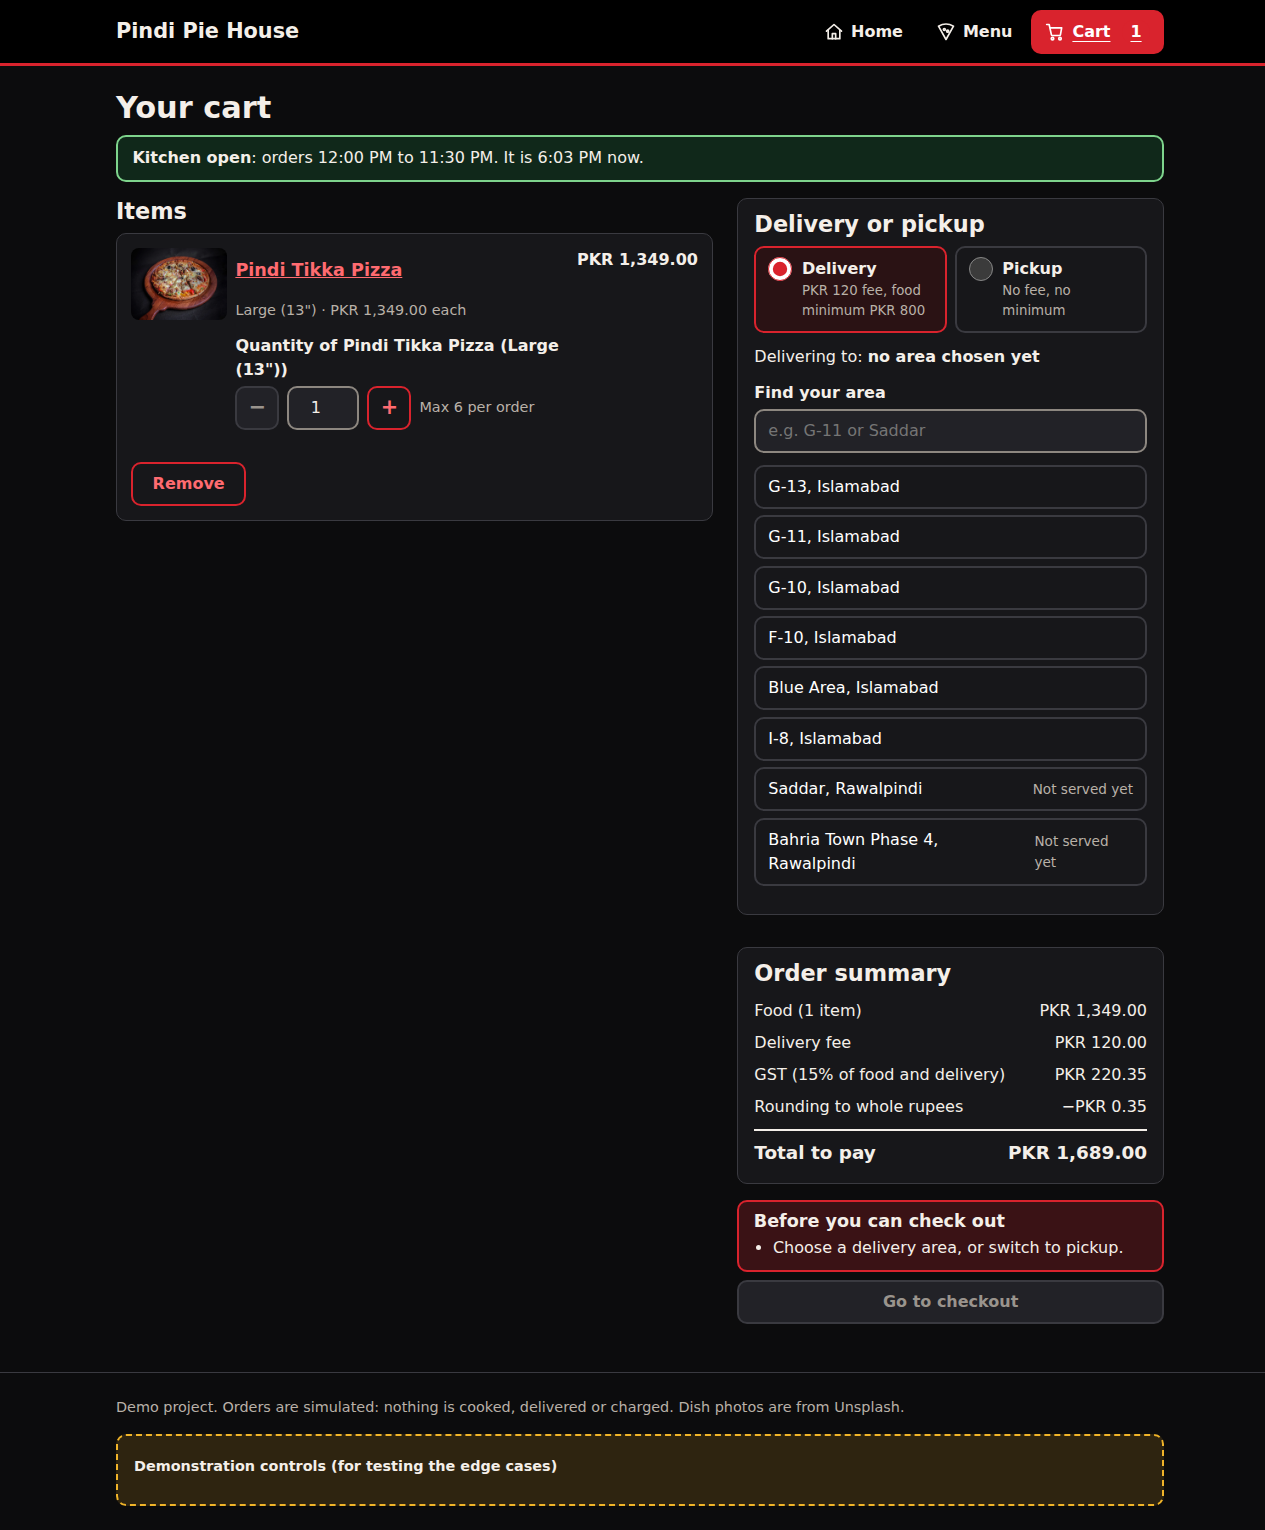 Pindi Pie House
Home
Menu
Cart 1
Your cart
Kitchen open: orders 12:00 PM to 11:30 PM. It is 6:03 PM now.
Items
Pindi Tikka Pizza
PKR 1,349.00
Large (13") · PKR 1,349.00 each
Quantity of Pindi Tikka Pizza (Large
(13"))
−
1
+
Max 6 per order
Remove
Delivery or pickup
Delivery
PKR 120 fee, food
minimum PKR 800
Pickup
No fee, no
minimum
Delivering to: no area chosen yet
Find your area
e.g. G-11 or Saddar
G-13, Islamabad
G-11, Islamabad
G-10, Islamabad
F-10, Islamabad
Blue Area, Islamabad
I-8, Islamabad
Saddar, Rawalpindi
Not served yet
Bahria Town Phase 4,
Rawalpindi
Not served
yet
Order summary
Food (1 item) PKR 1,349.00
Delivery fee PKR 120.00
GST (15% of food and delivery) PKR 220.35
Rounding to whole rupees −PKR 0.35
Total to pay PKR 1,689.00
Before you can check out
• Choose a delivery area, or switch to pickup.
Go to checkout
Demo project. Orders are simulated: nothing is cooked, delivered or charged. Dish photos are from Unsplash.
Demonstration controls (for testing the edge cases)